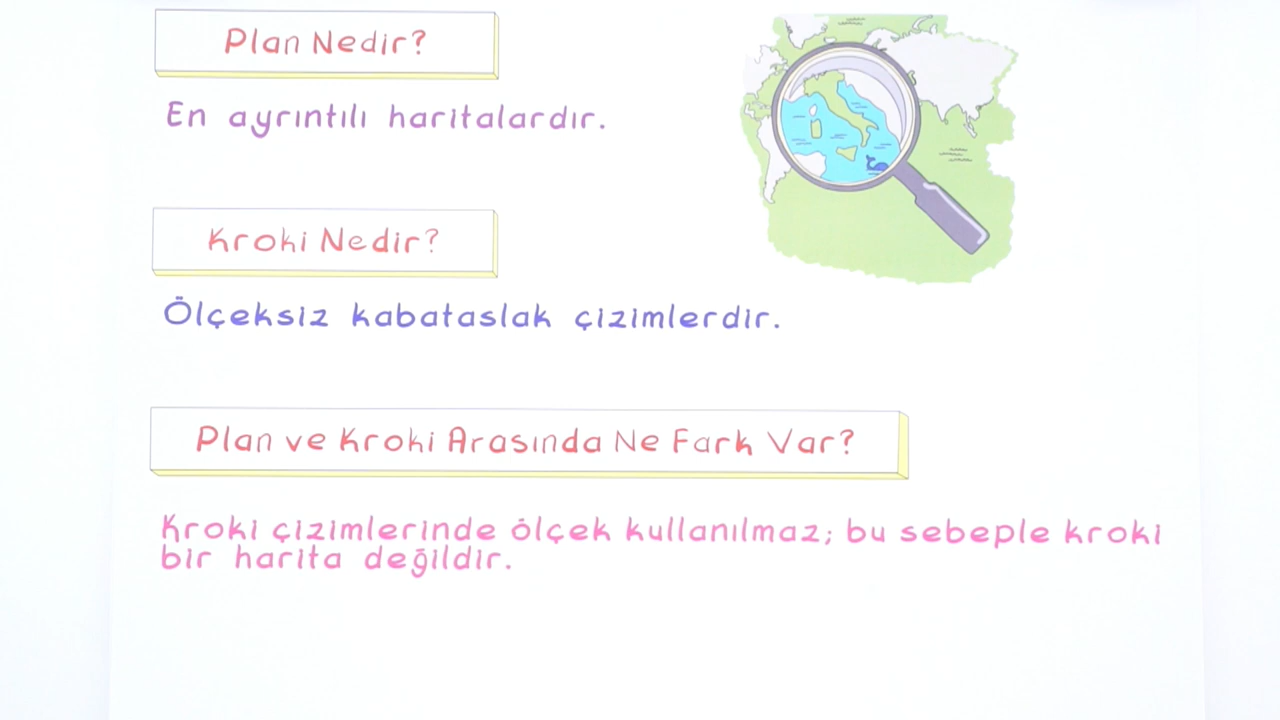 Plan Nedir?
En ayrıntılı haritalardır.
Kroki Nedir?
Ölçeksiz kabataslak çizimlerdir.
Plan ve Kroki Arasında Ne Fark Var?
Kroki çizimlerinde ölçek kullanılmaz; bu sebeple kroki
bir harita değildir.